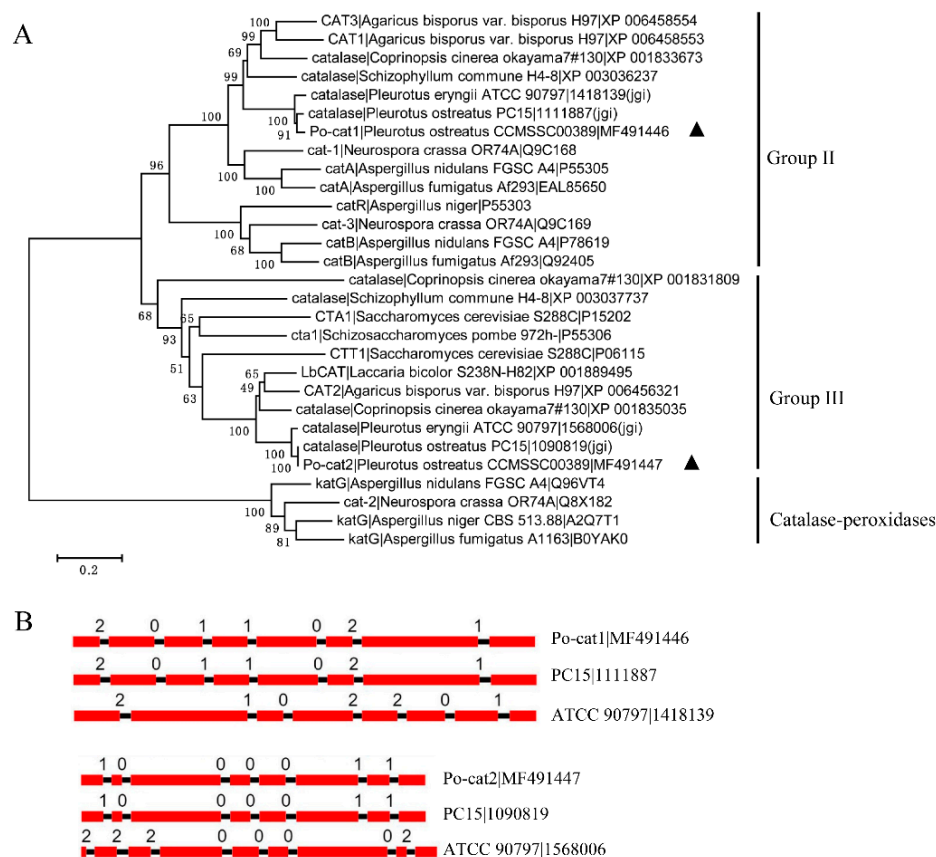 A
CAT3|Agaricus bisporus var. bisporus H97|XP 006458554
CAT1|Agaricus bisporus var. bisporus H97|XP 006458553
catalase|Coprinopsis cinerea okayama7#130|XP 001833673
catalase|Schizophyllum commune H4-8|XP 003036237
catalase|Pleurotus eryngii ATCC 90797|1418139(jgi)
catalase|Pleurotus ostreatus PC15|1111887(jgi)
Po-cat1|Pleurotus ostreatus CCMSSC00389|MF491446
cat-1|Neurospora crassa OR74A|Q9C168
catA|Aspergillus nidulans FGSC A4|P55305
catA|Aspergillus fumigatus Af293|EAL85650
catR|Aspergillus niger|P55303
cat-3|Neurospora crassa OR74A|Q9C169
catB|Aspergillus nidulans FGSC A4|P78619
catB|Aspergillus fumigatus Af293|Q92405
catalase|Coprinopsis cinerea okayama7#130|XP 001831809
catalase|Schizophyllum commune H4-8|XP 003037737
CTA1|Saccharomyces cerevisiae S288C|P15202
cta1|Schizosaccharomyces pombe 972h-|P55306
CTT1|Saccharomyces cerevisiae S288C|P06115
LbCAT|Laccaria bicolor S238N-H82|XP 001889495
CAT2|Agaricus bisporus var. bisporus H97|XP 006456321
catalase|Coprinopsis cinerea okayama7#130|XP 001835035
catalase|Pleurotus eryngii ATCC 90797|1568006(jgi)
catalase|Pleurotus ostreatus PC15|1090819(jgi)
Po-cat2|Pleurotus ostreatus CCMSSC00389|MF491447
katG|Aspergillus nidulans FGSC A4|Q96VT4
cat-2|Neurospora crassa OR74A|Q8X182
katG|Aspergillus niger CBS 513.88|A2Q7T1
katG|Aspergillus fumigatus A1163|B0YAK0
100
99
69
99
100
100
91
100
100
96
100
68
100
68
65
93
51
63
65
49
100
100
100
100
89
81
Group II
Group III
Catalase-peroxidases
0.2
B
2 0 1 1 0 2 1
Po-cat1|MF491446
2 0 1 1 0 2 1
PC15|1111887
2 1 0 2 2 0 1
ATCC 90797|1418139
1 0 0 0 0 1 1
Po-cat2|MF491447
1 0 0 0 0 1 1
PC15|1090819
2 2 2 0 0 0 0 2
ATCC 90797|1568006